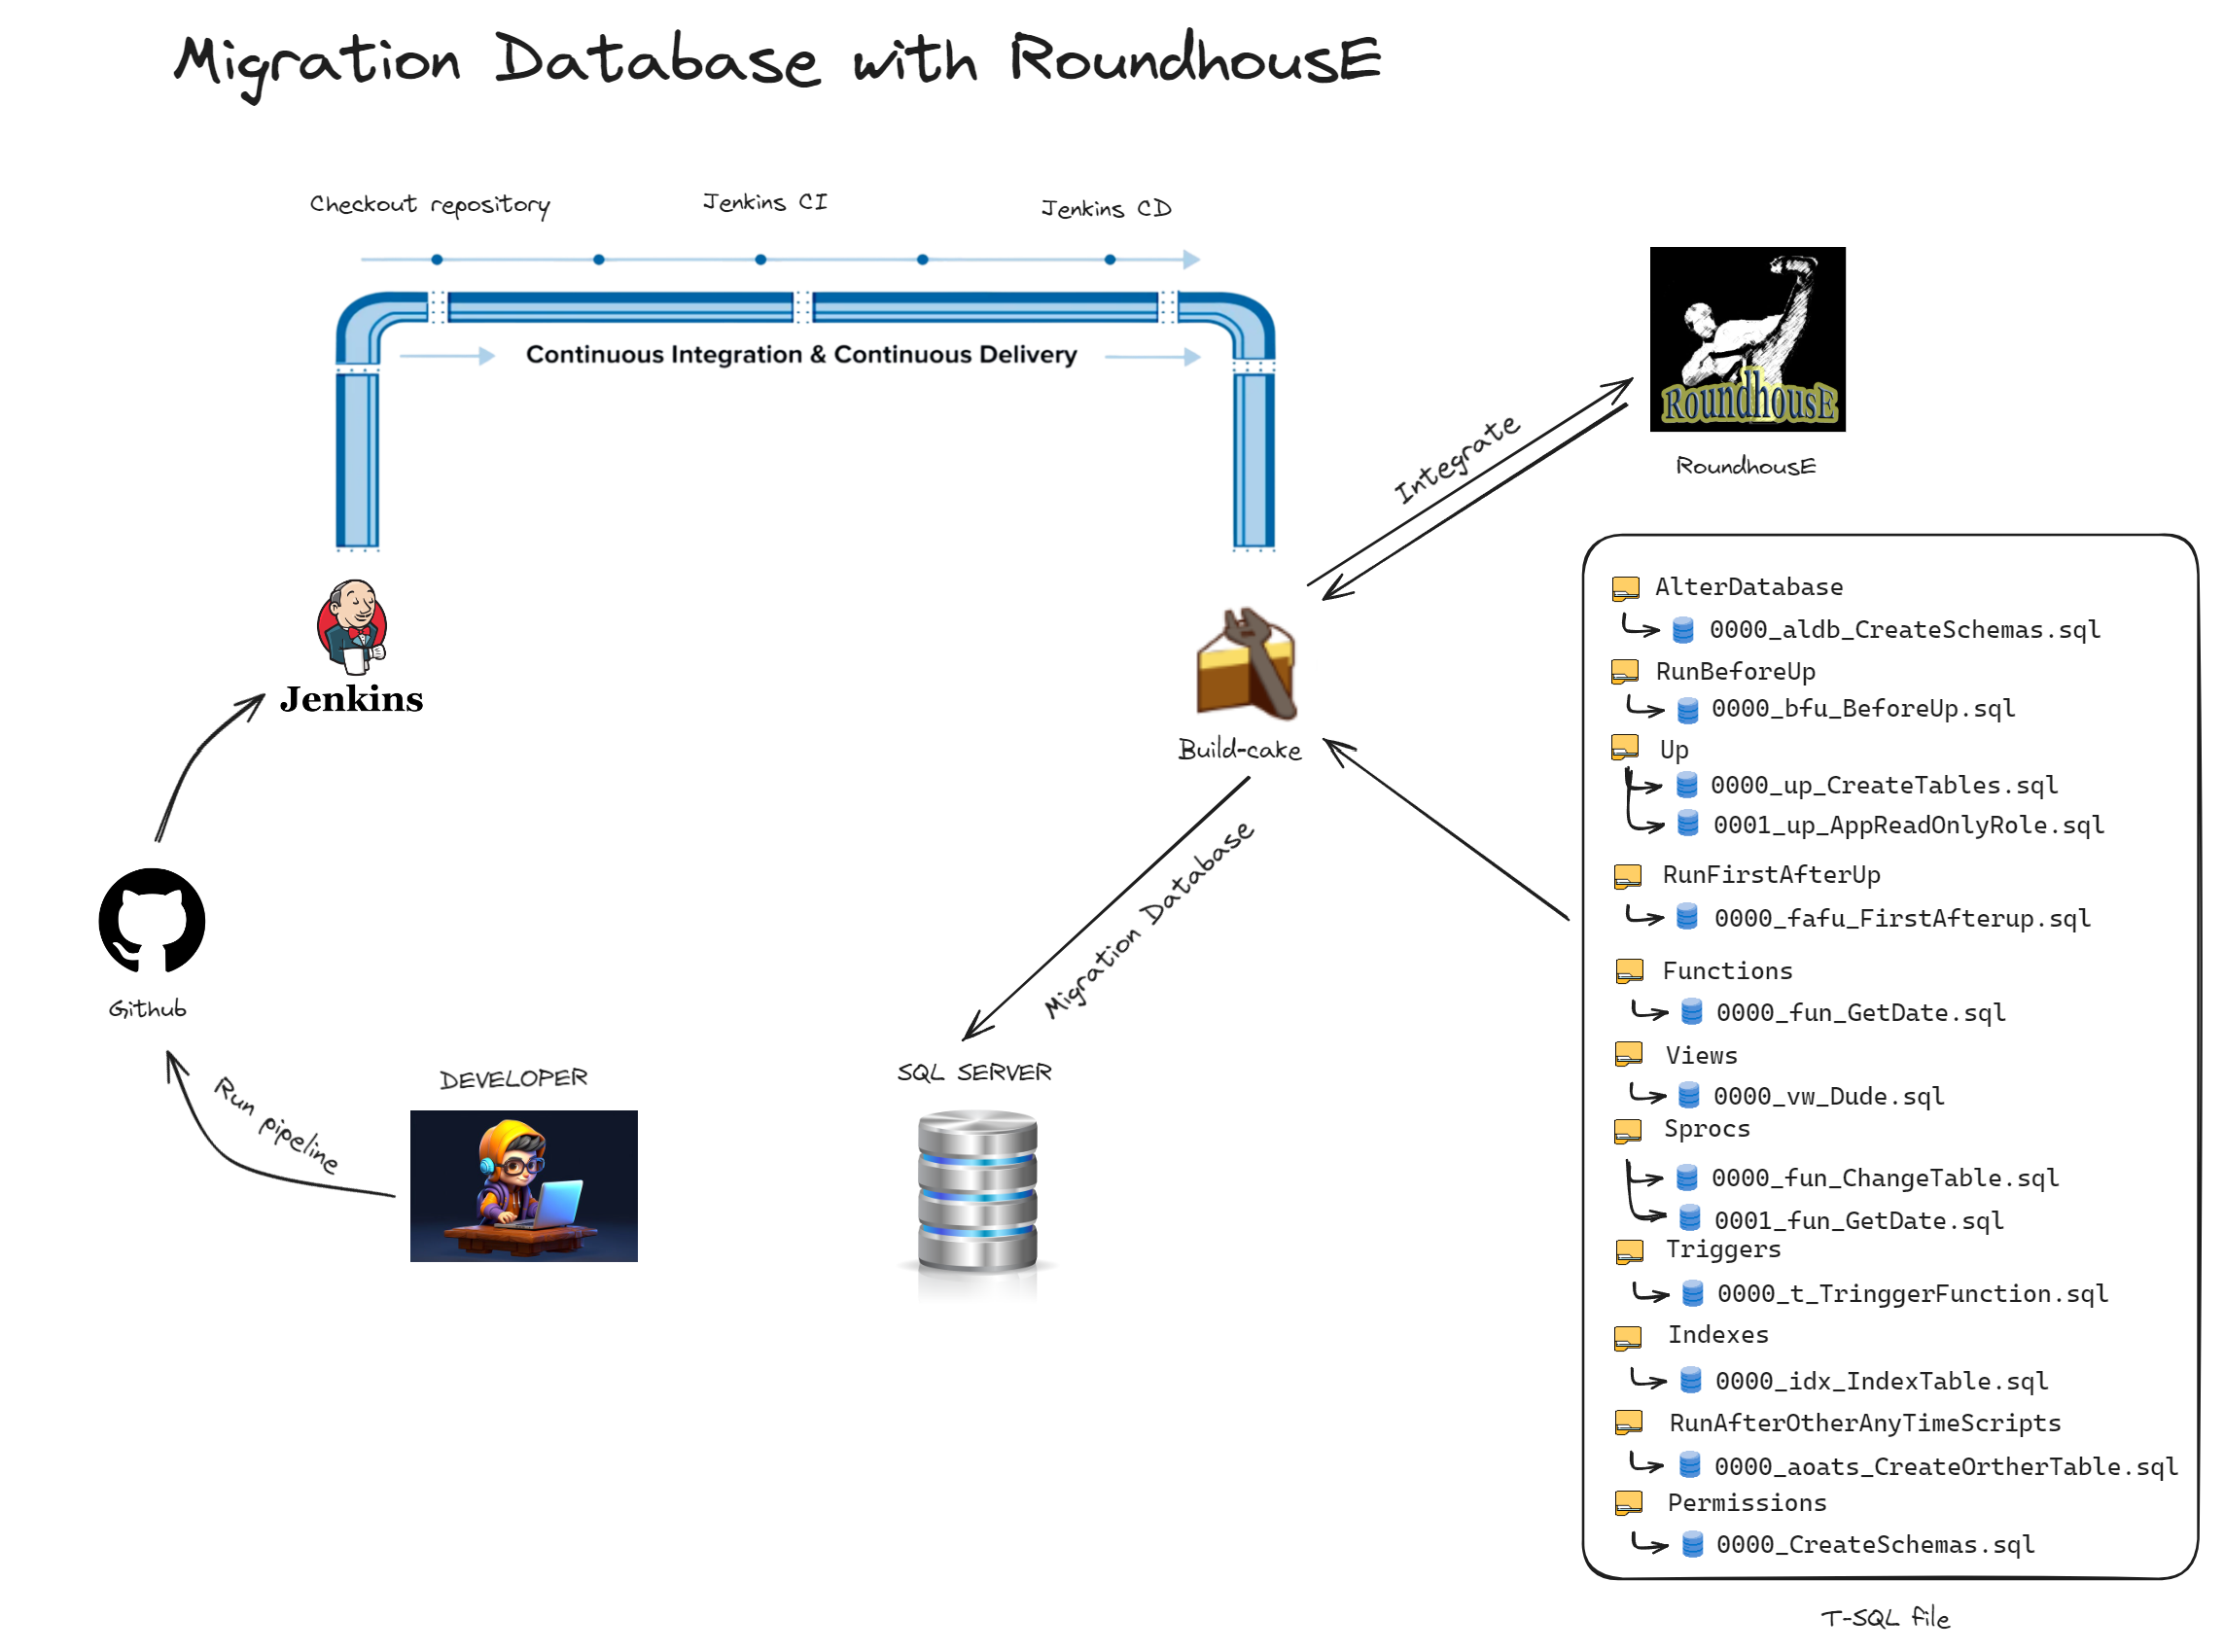 Migration Database with RoundhousE
Checkout repository
Jenkins CI
Jenkins CD
Continuous Integration & Continuous Delivery
RoundhousE
RoundhousE
Integrate
Jenkins
Build-cake
Migration Database
Github
Run pipeline
DEVELOPER
SQL SERVER
AlterDatabase
0000_aldb_CreateSchemas.sql
RunBeforeUp
0000_bfu_BeforeUp.sql
Up
0000_up_CreateTables.sql
0001_up_AppReadOnlyRole.sql
RunFirstAfterUp
0000_fafu_FirstAfterup.sql
Functions
0000_fun_GetDate.sql
Views
0000_vw_Dude.sql
Sprocs
0000_fun_ChangeTable.sql
0001_fun_GetDate.sql
Triggers
0000_t_TringgerFunction.sql
Indexes
0000_idx_IndexTable.sql
RunAfterOtherAnyTimeScripts
0000_aoats_CreateOrtherTable.sql
Permissions
0000_CreateSchemas.sql
T-SQL file